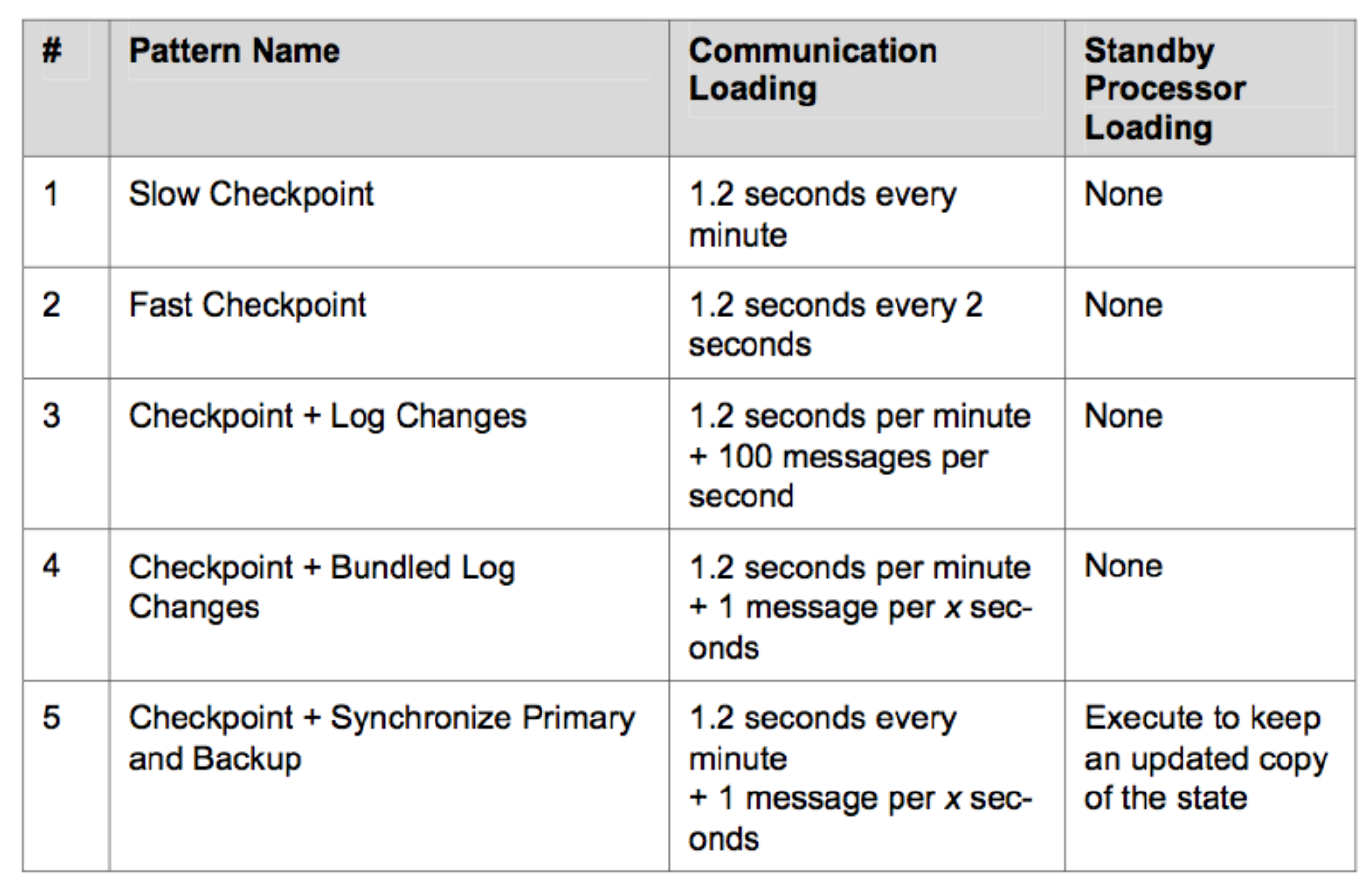 # Pattern Name Communication Loading Standby Processor Loading
1 Slow Checkpoint 1.2 seconds every minute None
2 Fast Checkpoint 1.2 seconds every 2 seconds None
3 Checkpoint + Log Changes 1.2 seconds per minute + 100 messages per second None
4 Checkpoint + Bundled Log Changes 1.2 seconds per minute + 1 message per x sec-onds None
5 Checkpoint + Synchronize Primary and Backup 1.2 seconds every minute + 1 message per x sec-onds Execute to keep an updated copy of the state